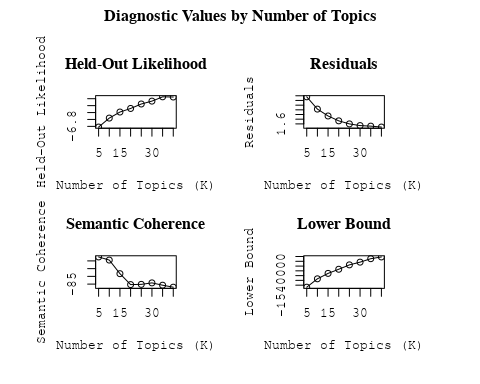 Diagnostic Values by Number of Topics
Held-Out Likelihood
Held-Out Likelihood
-6.8
5 15 30
Number of Topics (K)
Residuals
Residuals
1.6
5 15 30
Number of Topics (K)
Semantic Coherence
Semantic Coherence
-85
5 15 30
Number of Topics (K)
Lower Bound
Lower Bound
-1540000
5 15 30
Number of Topics (K)